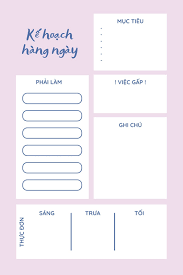 Kế hoạch
hàng ngày
MỤC TIÊU
PHẢI LÀM
! VIỆC GẤP !
GHI CHÚ
THỰC ĐƠN
SÁNG
TRƯA
TỐI